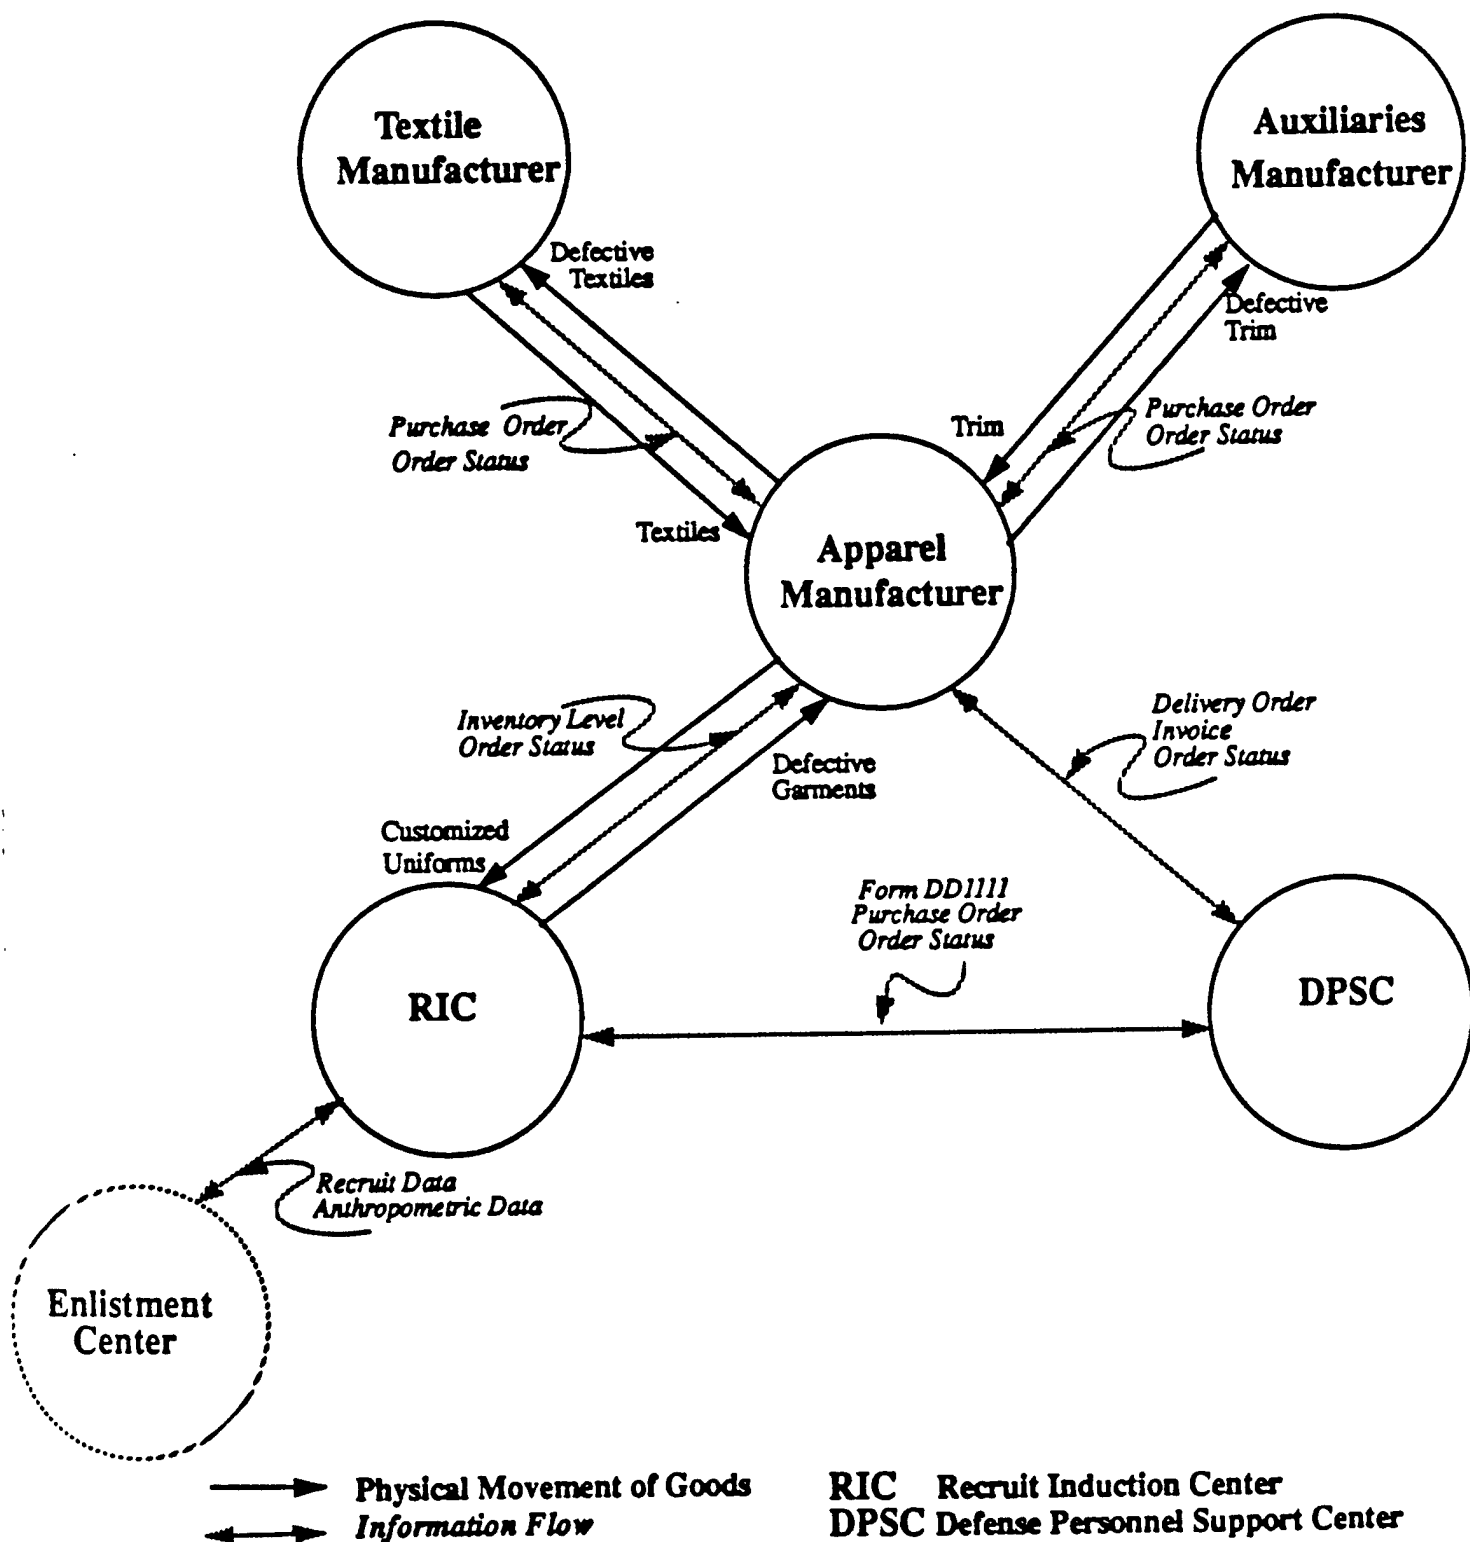 Textile
Manufacturer
Auxiliaries
Manufacturer
Defective
Textiles
Defective
Trim
Purchase Order
Order Status
Trim
Purchase Order
Order Status
Textiles
Apparel
Manufacturer
Inventory Level
Order Status
Defective
Garments
Delivery Order
Invoice
Order Status
Customized
Uniforms
Form DD1111
Purchase Order
Order Status
RIC
DPSC
Recruit Data
Anthropometric Data
Enlistment
Center
Physical Movement of Goods
Information Flow
RIC Recruit Induction Center
DPSC Defense Personnel Support Center